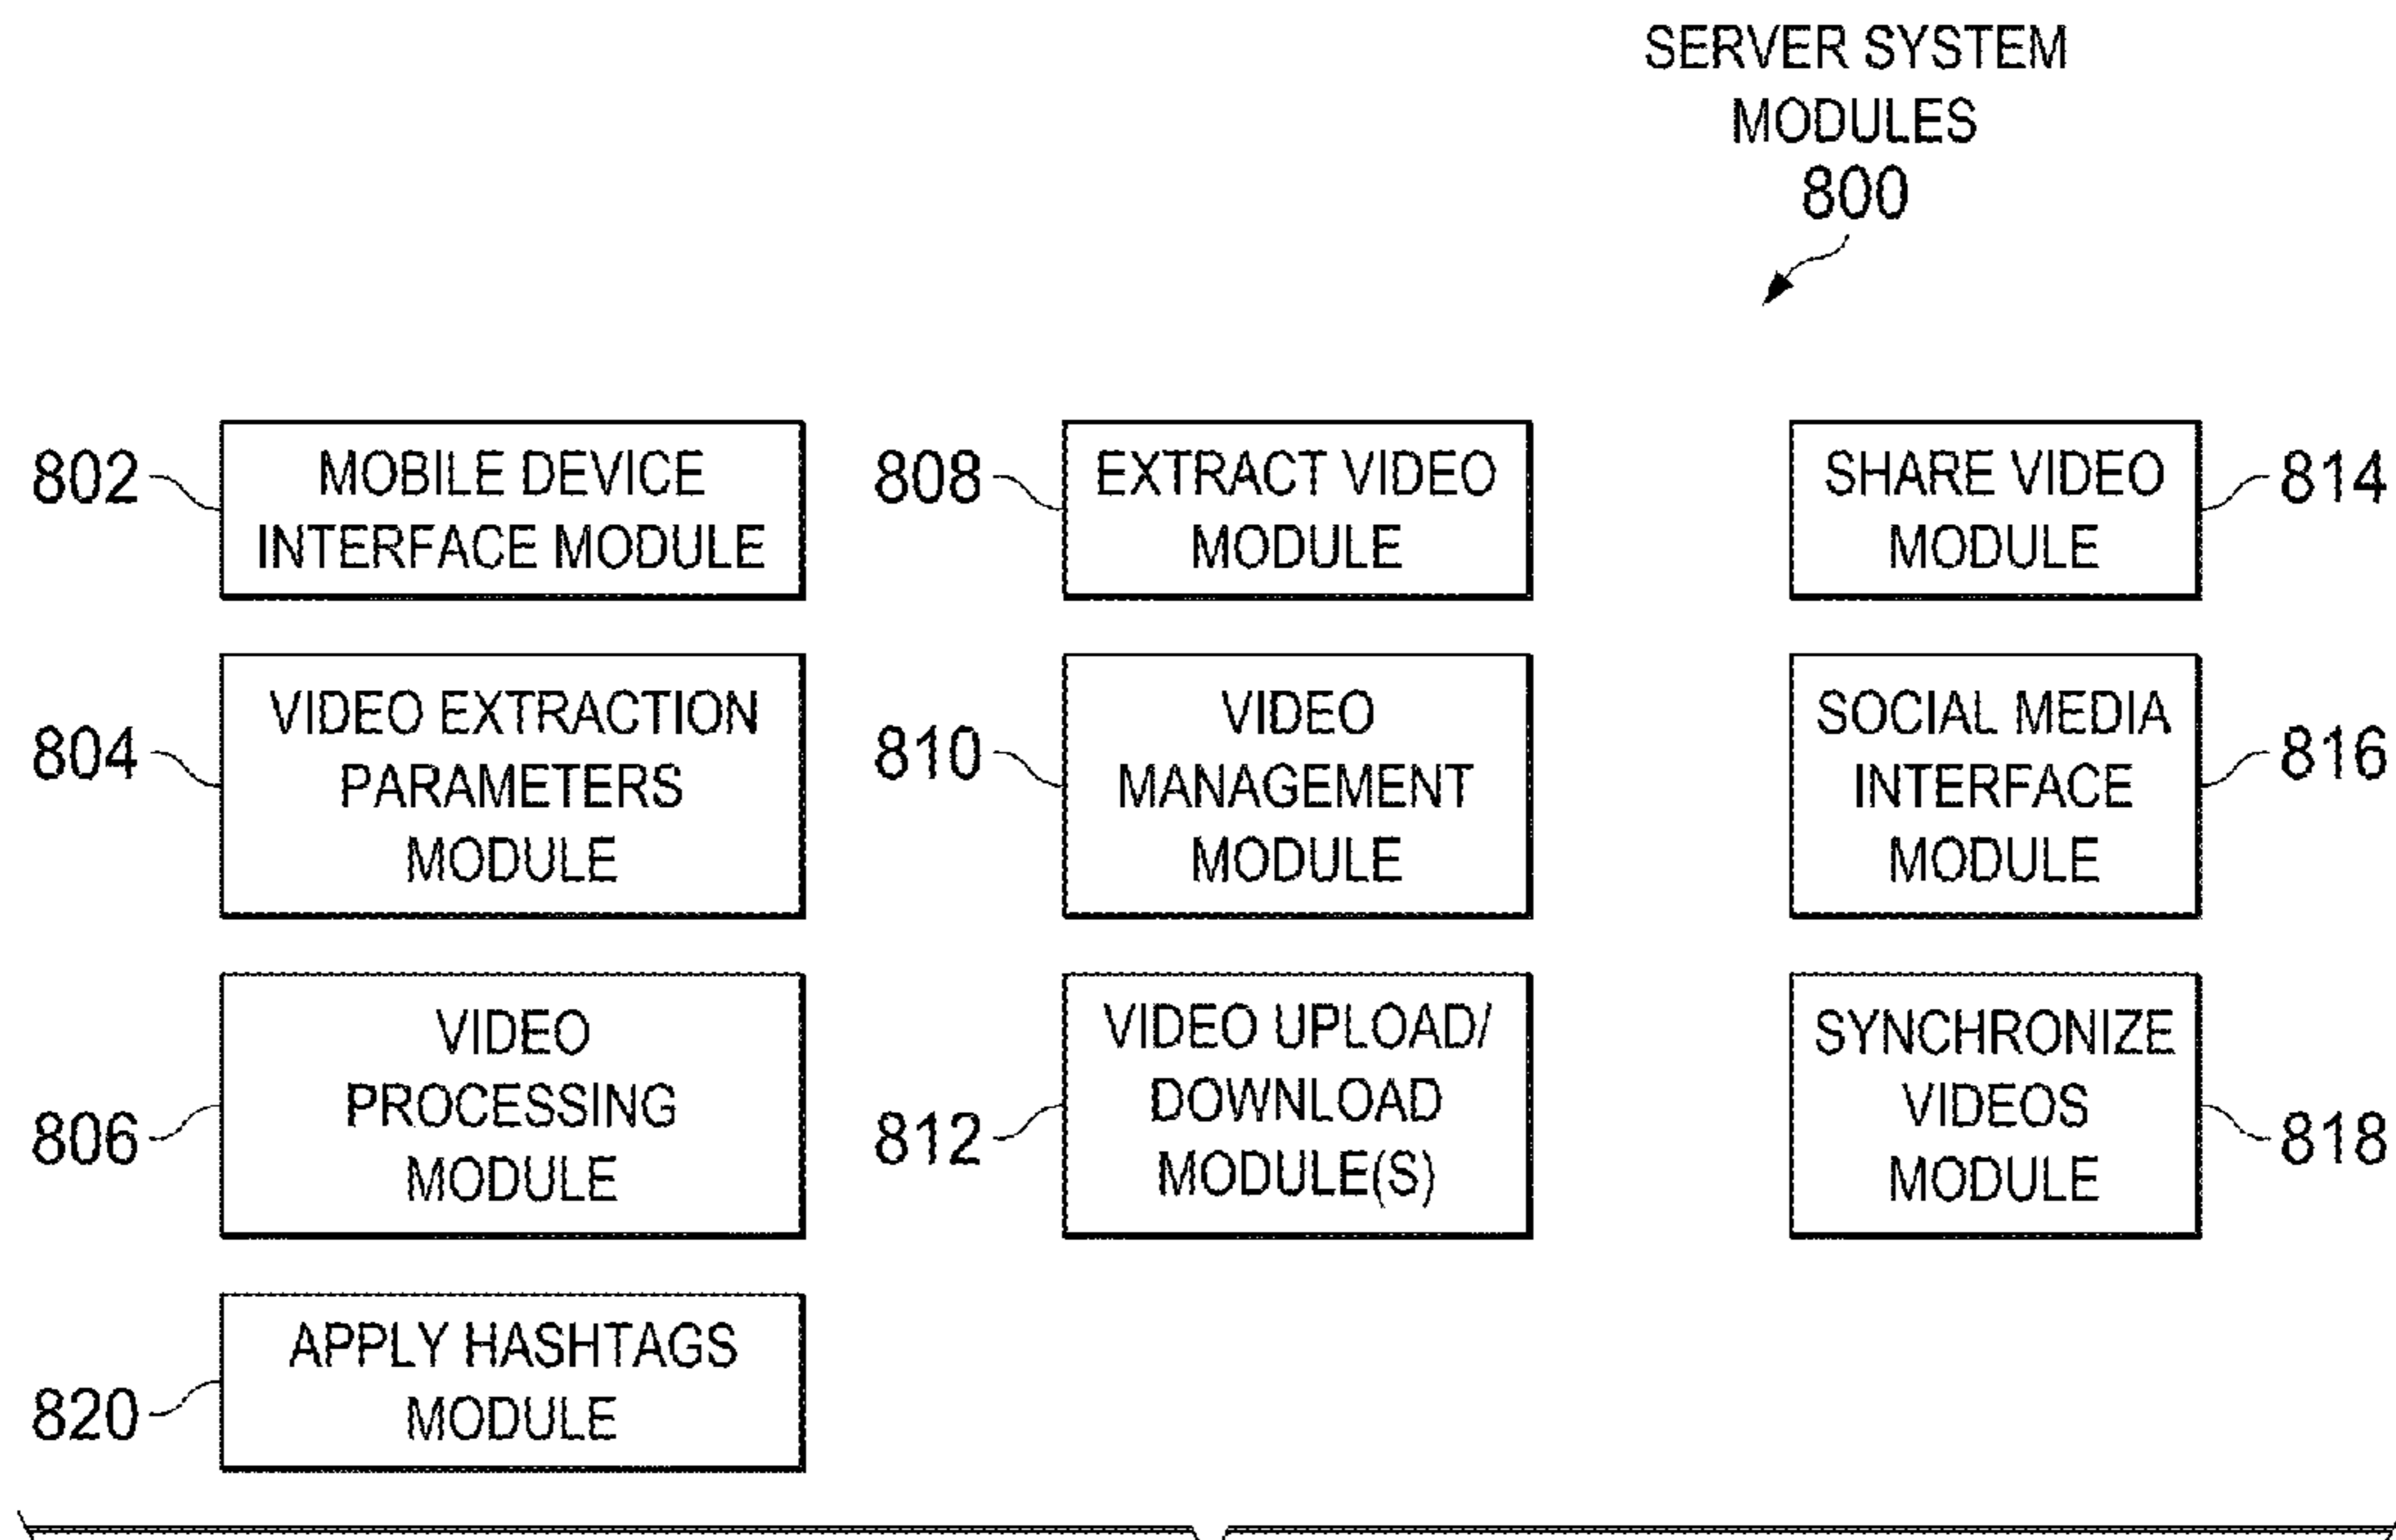 SERVER SYSTEM
MODULES
800
802
MOBILE DEVICE
INTERFACE MODULE
804
VIDEO EXTRACTION
PARAMETERS
MODULE
806
VIDEO
PROCESSING
MODULE
820
APPLY HASHTAGS
MODULE
808
EXTRACT VIDEO
MODULE
810
VIDEO
MANAGEMENT
MODULE
812
VIDEO UPLOAD/
DOWNLOAD
MODULE(S)
SHARE VIDEO
MODULE
814
SOCIAL MEDIA
INTERFACE
MODULE
816
SYNCHRONIZE
VIDEOS
MODULE
818